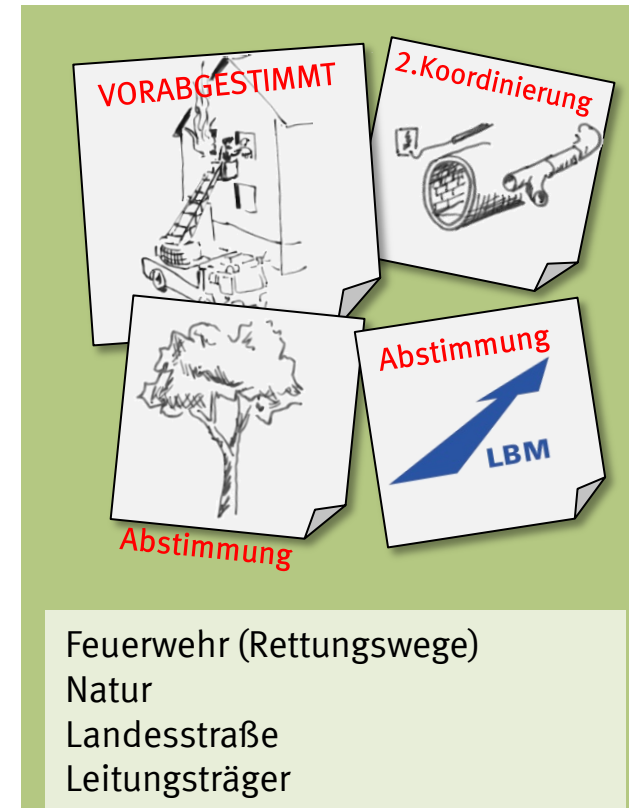 VORABGESTIMMT
2.Koordinierung
Abstimmung
Abstimmung
LBM
Feuerwehr (Rettungswege)
Natur
Landesstraße
Leitungsträger